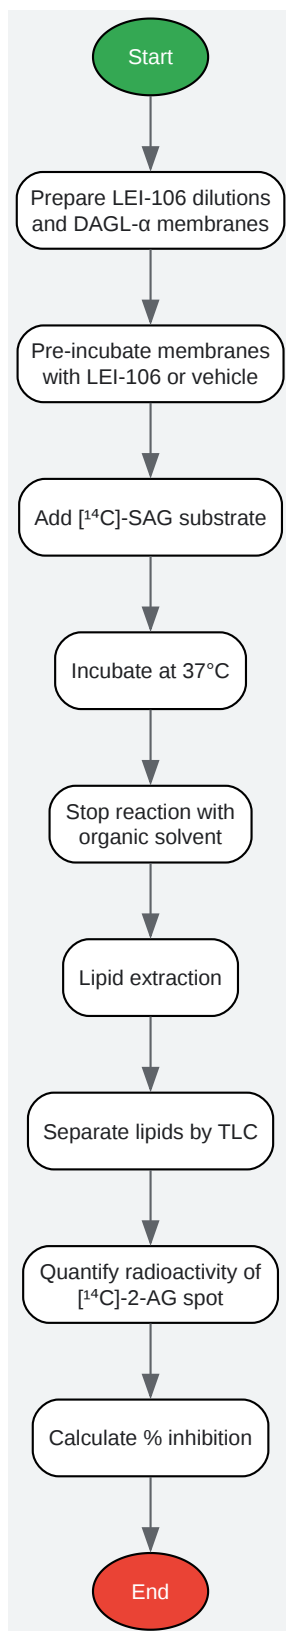 Start
Prepare LEI-106 dilutions
and DAGL-α membranes
Pre-incubate membranes
with LEI-106 or vehicle
Add [¹⁴C]-SAG substrate
Incubate at 37°C
Stop reaction with
organic solvent
Lipid extraction
Separate lipids by TLC
Quantify radioactivity of
[¹⁴C]-2-AG spot
Calculate % inhibition
End